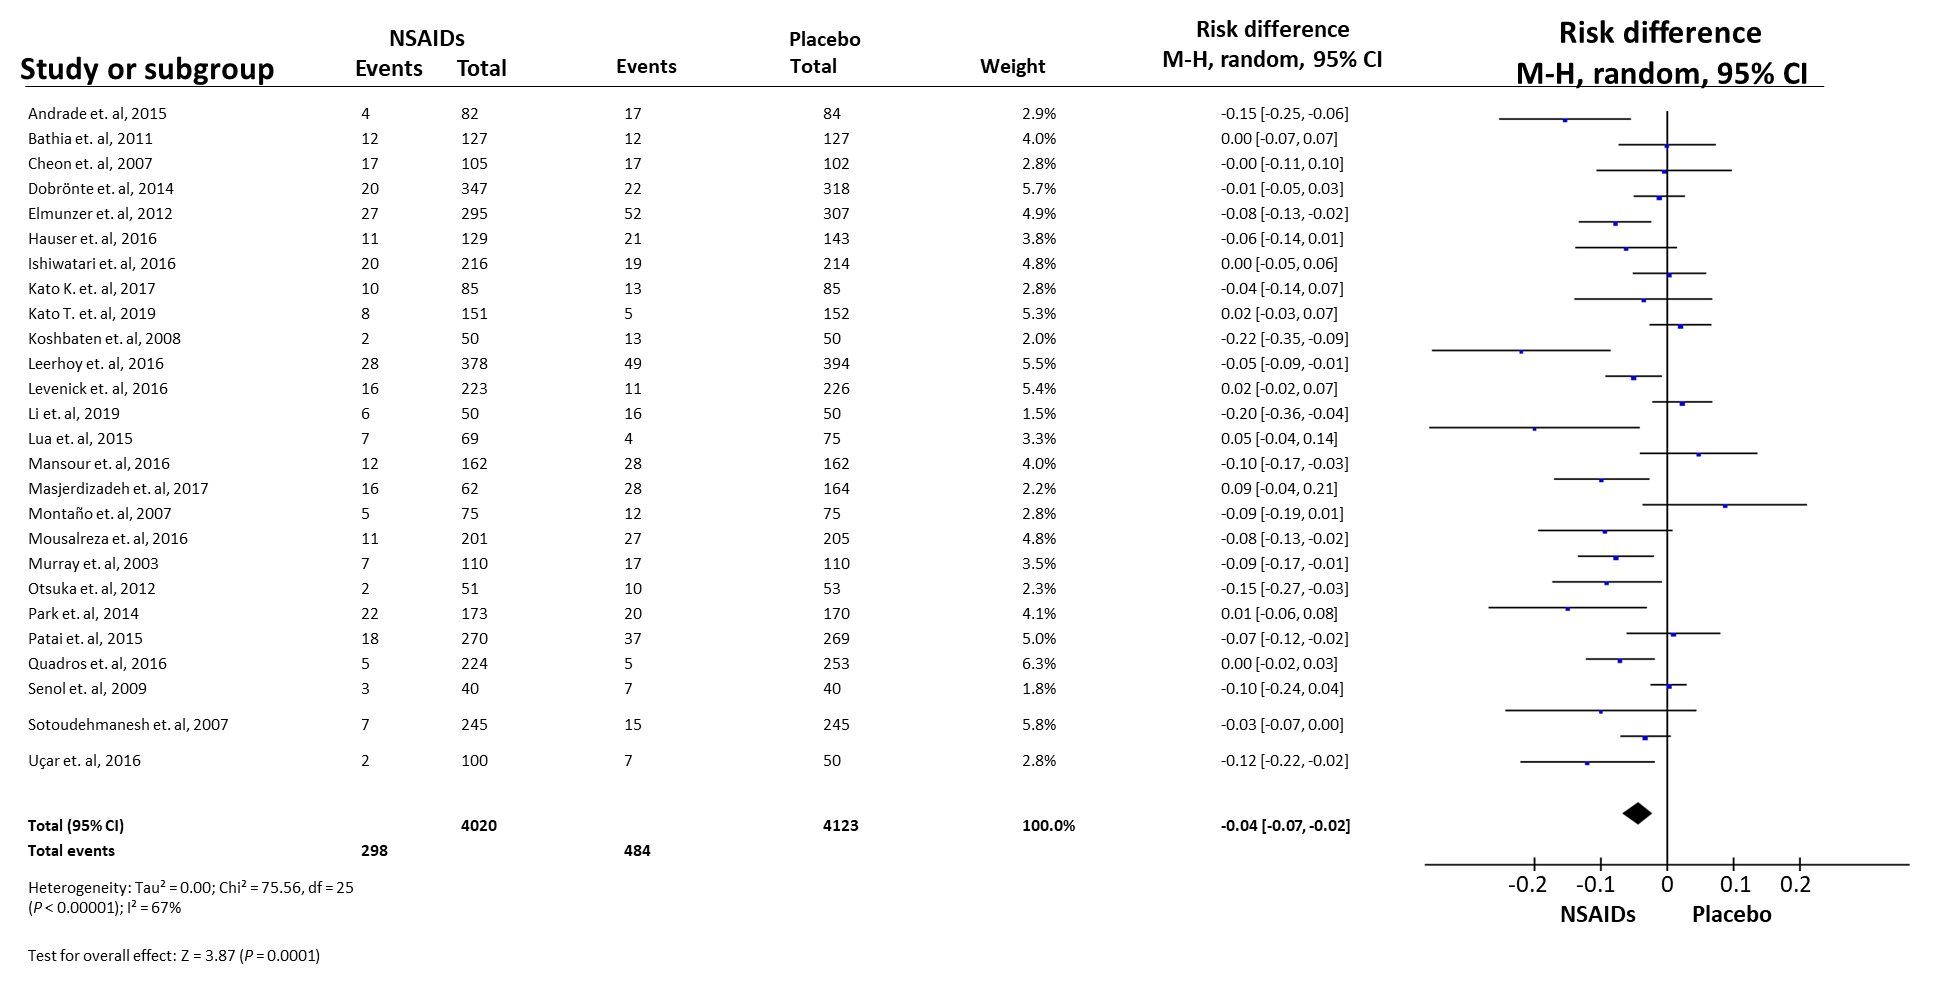 NSAIDs Placebo Risk difference Risk difference
Study or subgroup Events Total Events Total Weight M-H, random, 95% CI M-H, random, 95% CI
Andrade et. al, 2015 4 82 17 84 2.9% -0.15 [-0.25, -0.06]
Bathia et. al, 2011 12 127 12 127 4.0% 0.00 [-0.07, 0.07]
Cheon et. al, 2007 17 105 17 102 2.8% -0.00 [-0.11, 0.10]
Dobrönte et. al, 2014 20 347 22 318 5.7% -0.01 [-0.05, 0.03]
Elmunzer et. al, 2012 27 295 52 307 4.9% -0.08 [-0.13, -0.02]
Hauser et. al, 2016 11 129 21 143 3.8% -0.06 [-0.14, 0.01]
Ishiwatari et. al, 2016 20 216 19 214 4.8% 0.00 [-0.05, 0.06]
Kato K. et. al, 2017 10 85 13 85 2.8% -0.04 [-0.14, 0.07]
Kato T. et. al, 2019 8 151 5 152 5.3% 0.02 [-0.03, 0.07]
Koshbaten et. al, 2008 2 50 13 50 2.0% -0.22 [-0.35, -0.09]
Leerhoy et. al, 2016 28 378 49 394 5.5% -0.05 [-0.09, -0.01]
Levenick et. al, 2016 16 223 11 226 5.4% 0.02 [-0.02, 0.07]
Li et. al, 2019 6 50 16 50 1.5% -0.20 [-0.36, -0.04]
Lua et. al, 2015 7 69 4 75 3.3% 0.05 [-0.04, 0.14]
Mansour et. al, 2016 12 162 28 162 4.0% -0.10 [-0.17, -0.03]
Masjerdizadeh et. al, 2017 16 62 28 164 2.2% 0.09 [-0.04, 0.21]
Montaño et. al, 2007 5 75 12 75 2.8% -0.09 [-0.19, 0.01]
Mousalreza et. al, 2016 11 201 27 205 4.8% -0.08 [-0.13, -0.02]
Murray et. al, 2003 7 110 17 110 3.5% -0.09 [-0.17, -0.01]
Otsuka et. al, 2012 2 51 10 53 2.3% -0.15 [-0.27, -0.03]
Park et. al, 2014 22 173 20 170 4.1% 0.01 [-0.06, 0.08]
Patai et. al, 2015 18 270 37 269 5.0% -0.07 [-0.12, -0.02]
Quadros et. al, 2016 5 224 5 253 6.3% 0.00 [-0.02, 0.03]
Senol et. al, 2009 3 40 7 40 1.8% -0.10 [-0.24, 0.04]
Sotoudehmanesh et. al, 2007 7 245 15 245 5.8% -0.03 [-0.07, 0.00]
Uçar et. al, 2016 2 100 7 50 2.8% -0.12 [-0.22, -0.02]
Total (95% CI) 4020 4123 100.0% -0.04 [-0.07, -0.02]
Total events 298 484
Heterogeneity: Tau² = 0.00; Chi² = 75.56, df = 25
(P < 0.00001); I² = 67%
-0.2 -0.1 0 0.1 0.2
NSAIDs Placebo
Test for overall effect: Z = 3.87 (P = 0.0001)